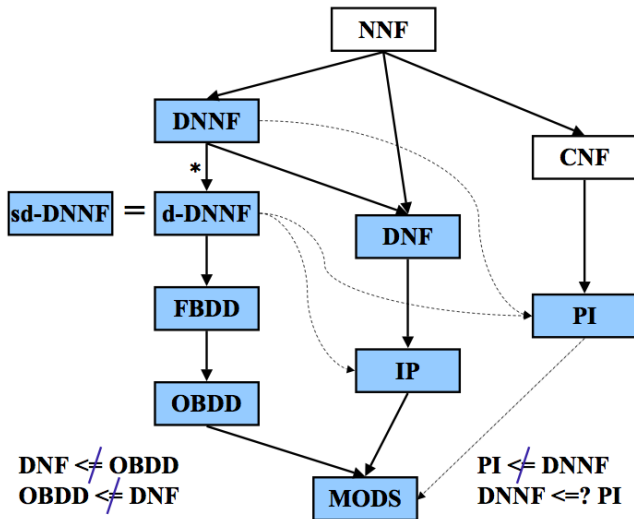 NNF
DNNF
CNF
*
sd-DNNF = d-DNNF
DNF
FBDD
PI
IP
OBDD
DNF <≠ OBDD
OBDD <≠ DNF
MODS
PI <≠ DNNF
DNNF <=? PI